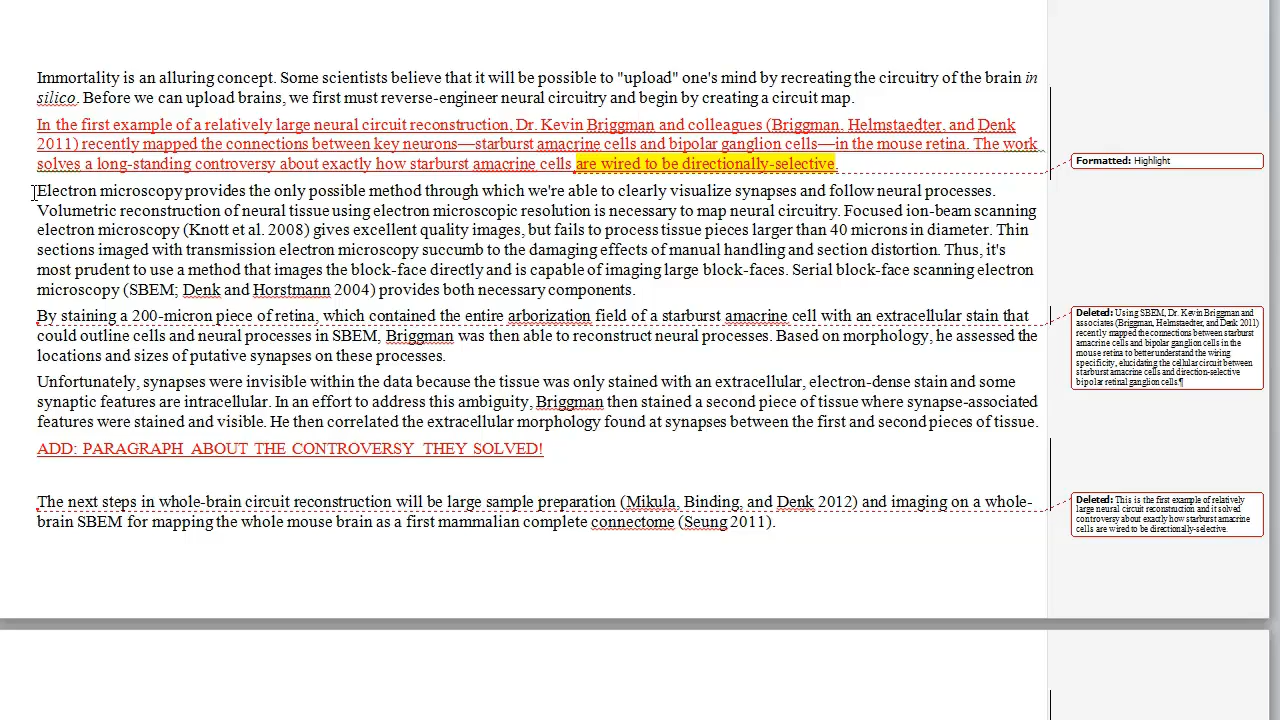 Immortality is an alluring concept. Some scientists believe that it will be possible to "upload" one's mind by recreating the circuitry of the brain in
silico. Before we can upload brains, we first must reverse-engineer neural circuitry and begin by creating a circuit map.
In the first example of a relatively large neural circuit reconstruction, Dr. Kevin Briggman and colleagues (Briggman, Helmstaedter, and Denk
2011) recently mapped the connections between key neurons—starburst amacrine cells and bipolar ganglion cells—in the mouse retina. The work
solves a long-standing controversy about exactly how starburst amacrine cells are wired to be directionally-selective.
Formatted: Highlight
Electron microscopy provides the only possible method through which we're able to clearly visualize synapses and follow neural processes.
Volumetric reconstruction of neural tissue using electron microscopic resolution is necessary to map neural circuitry. Focused ion-beam scanning
electron microscopy (Knott et al. 2008) gives excellent quality images, but fails to process tissue pieces larger than 40 microns in diameter. Thin
sections imaged with transmission electron microscopy succumb to the damaging effects of manual handling and section distortion. Thus, it's
most prudent to use a method that images the block-face directly and is capable of imaging large block-faces. Serial block-face scanning electron
microscopy (SBEM; Denk and Horstmann 2004) provides both necessary components.
By staining a 200-micron piece of retina, which contained the entire arbonization field of a starburst amacrine cell with an extracellular stain that
could outline cells and neural processes in SBEM, Briggman was then able to reconstruct neural processes. Based on morphology, he assessed the
locations and sizes of putative synapses on these processes.
Deleted: Using SBEM, Dr. Kevin Briggman and
associates (Briggman, Helmstaedter, and Denk 2011)
recently mapped the connections between starburst
amacrine cells and bipolar ganglion cells in the
mouse retina to better understand the wiring
specificity, elucidating the cellular circuit between
starburst amacrine cells and direction-selective
bipolar retinal ganglion cells.¶
Unfortunately, synapses were invisible within the data because the tissue was only stained with an extracellular, electron-dense stain and some
synaptic features are intracellular. In an effort to address this ambiguity, Briggman then stained a second piece of tissue where synapse-associated
features were stained and visible. He then correlated the extracellular morphology found at synapses between the first and second pieces of tissue.
ADD: PARAGRAPH ABOUT THE CONTROVERSY THEY SOLVED!
The next steps in whole-brain circuit reconstruction will be large sample preparation (Mikula, Binding, and Denk 2012) and imaging on a whole-
brain SBEM for mapping the whole mouse brain as a first mammalian complete connectome (Seung 2011).
Deleted: This is the first example of relatively
large neural circuit reconstruction and it solved
controversy about exactly how starburst amacrine
cells are wired to be directionally-selective.